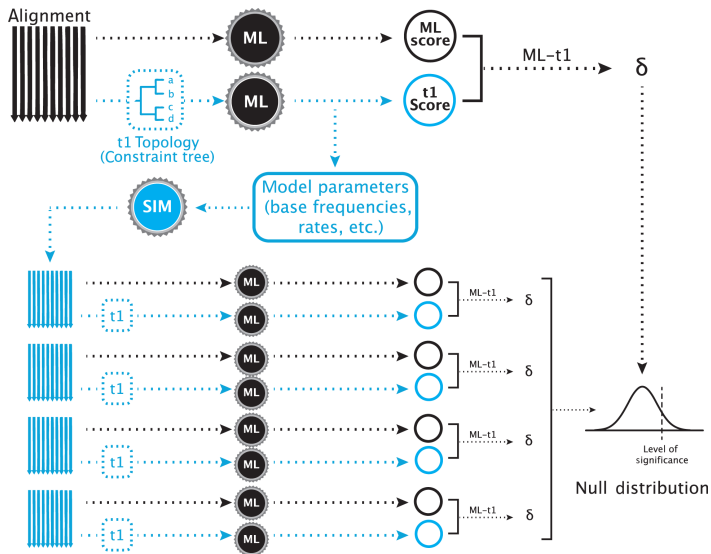 Alignment
ML
ML
score
ML-t1
δ
a
b
c
d
ML
t1
Score
t1 Topology
(Constraint tree)
Model parameters
(base frequencies,
rates, etc.)
SIM
ML
ML-t1
δ
t1
ML
ML
ML-t1
δ
t1
ML
ML
ML-t1
δ
t1
ML
Level of
significance
Null distribution
ML
ML-t1
δ
t1
ML